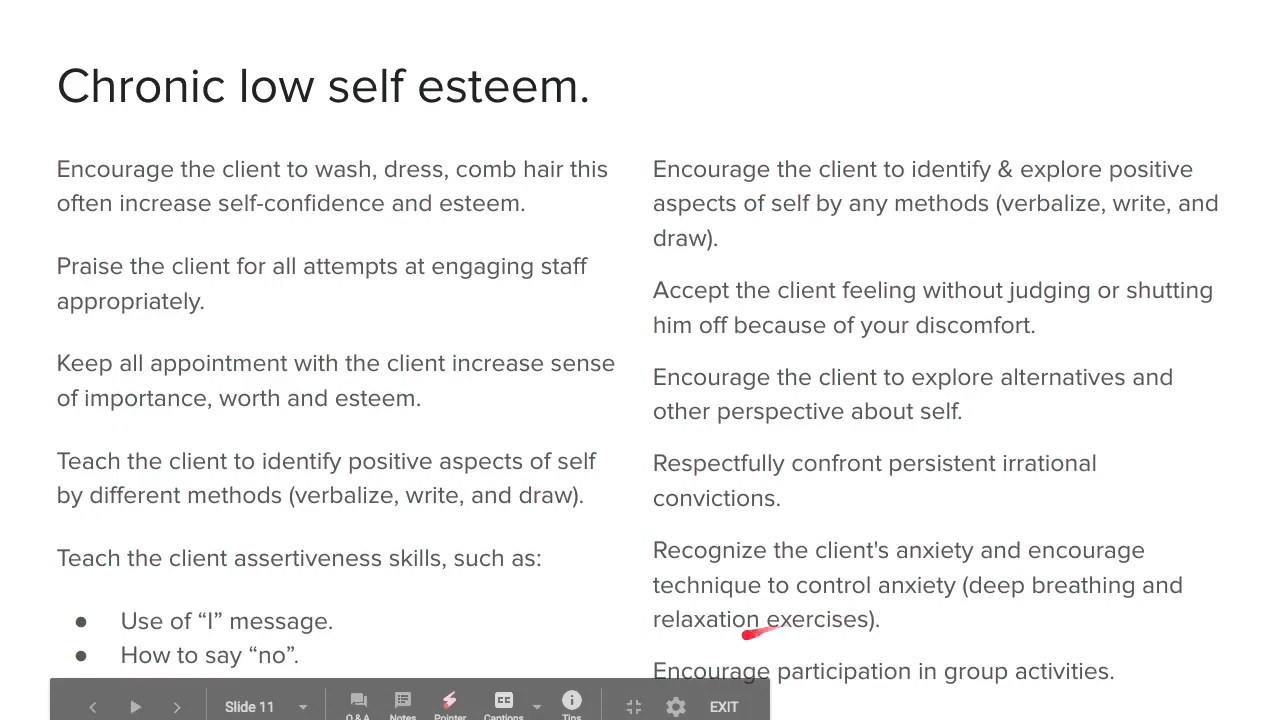 Chronic low self esteem.
Encourage the client to wash, dress, comb hair this
often increase self-confidence and esteem.
Praise the client for all attempts at engaging staff
appropriately.
Keep all appointment with the client increase sense
of importance, worth and esteem.
Teach the client to identify positive aspects of self
by different methods (verbalize, write, and draw).
Teach the client assertiveness skills, such as:
● Use of “I” message.
● How to say “no”.
Encourage the client to identify & explore positive
aspects of self by any methods (verbalize, write, and
draw).
Accept the client feeling without judging or shutting
him off because of your discomfort.
Encourage the client to explore alternatives and
other perspective about self.
Respectfully confront persistent irrational
convictions.
Recognize the client's anxiety and encourage
technique to control anxiety (deep breathing and
relaxation exercises).
Encourage participation in group activities.
Slide 11
Q&A Notes Pointer Captions Tips
CC
EXIT